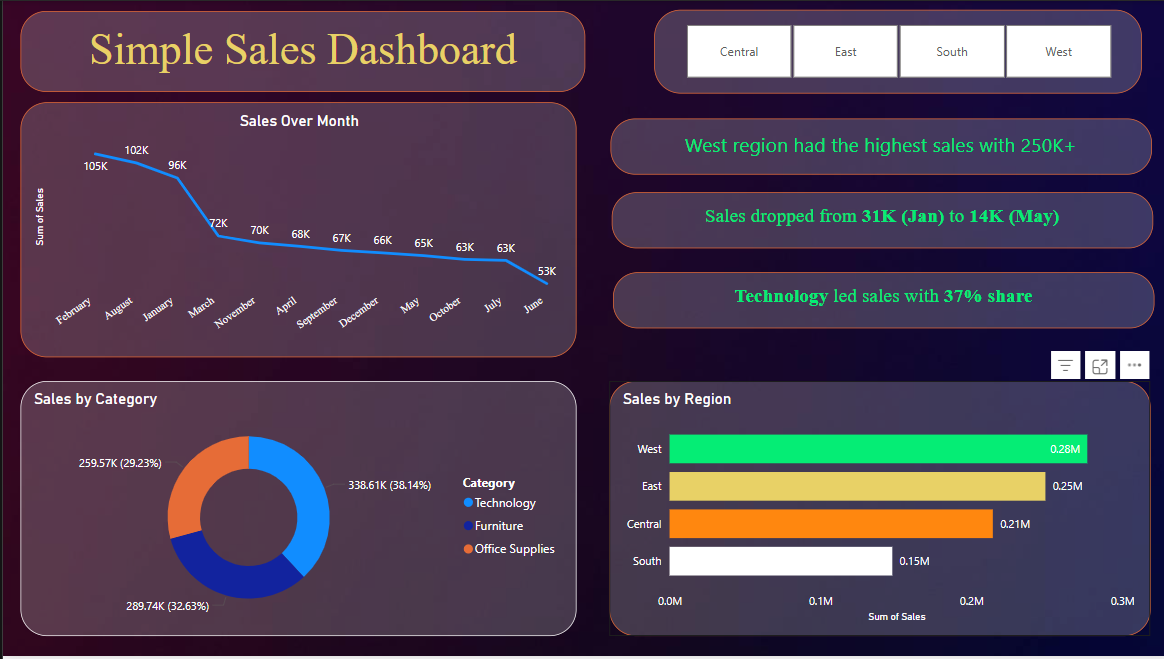 Simple Sales Dashboard
Central East South West
Sales Over Month
Sum of Sales
105K 102K 96K 72K 70K 68K 67K 66K 65K 63K 63K 53K
February August January March November April September December May October July June
West region had the highest sales with 250K+
Sales dropped from 31K (Jan) to 14K (May)
Technology led sales with 37% share
Sales by Category
259.57K (29.23%)
338.61K (38.14%)
289.74K (32.63%)
Category
Technology
Furniture
Office Supplies
Sales by Region
West 0.28M
East 0.25M
Central 0.21M
South 0.15M
0.0M 0.1M 0.2M 0.3M
Sum of Sales